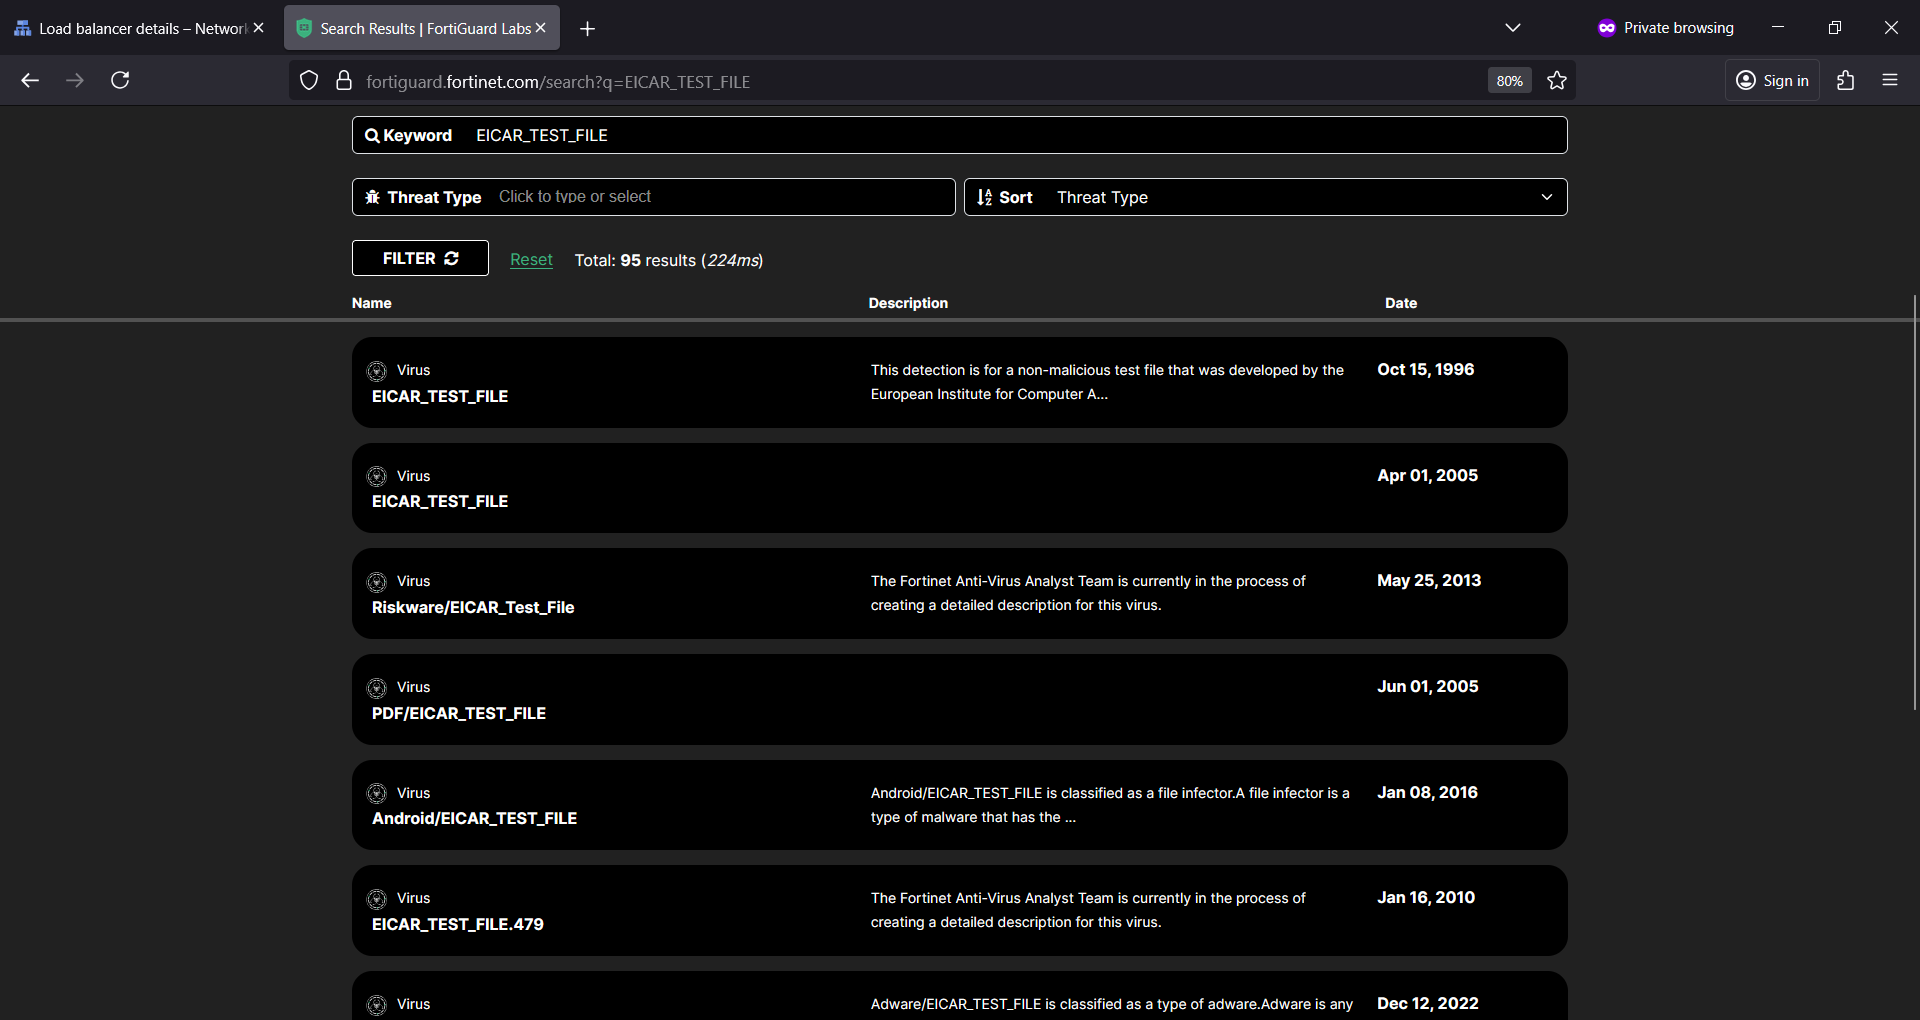 Load balancer details – Network
Search Results | FortiGuard Labs
Private browsing
fortiguard.fortinet.com/search?q=EICAR_TEST_FILE
80%
Sign in
Keyword EICAR_TEST_FILE
Threat Type Click to type or select
Sort Threat Type
FILTER
Reset
Total: 95 results (224ms)
Name Description Date
Virus
EICAR_TEST_FILE
This detection is for a non-malicious test file that was developed by the
European Institute for Computer A...
Oct 15, 1996
Virus
EICAR_TEST_FILE
Apr 01, 2005
Virus
Riskware/EICAR_Test_File
The Fortinet Anti-Virus Analyst Team is currently in the process of
creating a detailed description for this virus.
May 25, 2013
Virus
PDF/EICAR_TEST_FILE
Jun 01, 2005
Virus
Android/EICAR_TEST_FILE
Android/EICAR_TEST_FILE is classified as a file infector.A file infector is a
type of malware that has the ...
Jan 08, 2016
Virus
EICAR_TEST_FILE.479
The Fortinet Anti-Virus Analyst Team is currently in the process of
creating a detailed description for this virus.
Jan 16, 2010
Virus
Adware/EICAR_TEST_FILE is classified as a type of adware.Adware is any
Dec 12, 2022